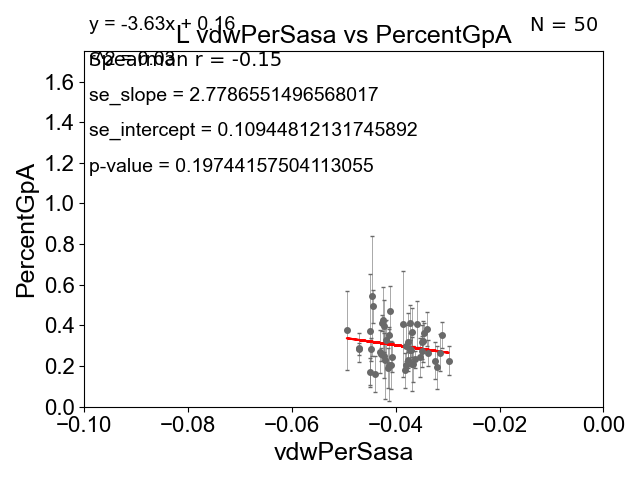 y = -3.63x + 0.16
N = 50
L vdwPerSasa vs PercentGpA
Spearman r = -0.15
se_slope = 2.7786551496568017
se_intercept = 0.10944812131745892
p-value = 0.19744157504113055
PercentGpA
1.6
1.4
1.2
1.0
0.8
0.6
0.4
0.2
0.0
−0.10
−0.08
−0.06
−0.04
−0.02
0.00
vdwPerSasa